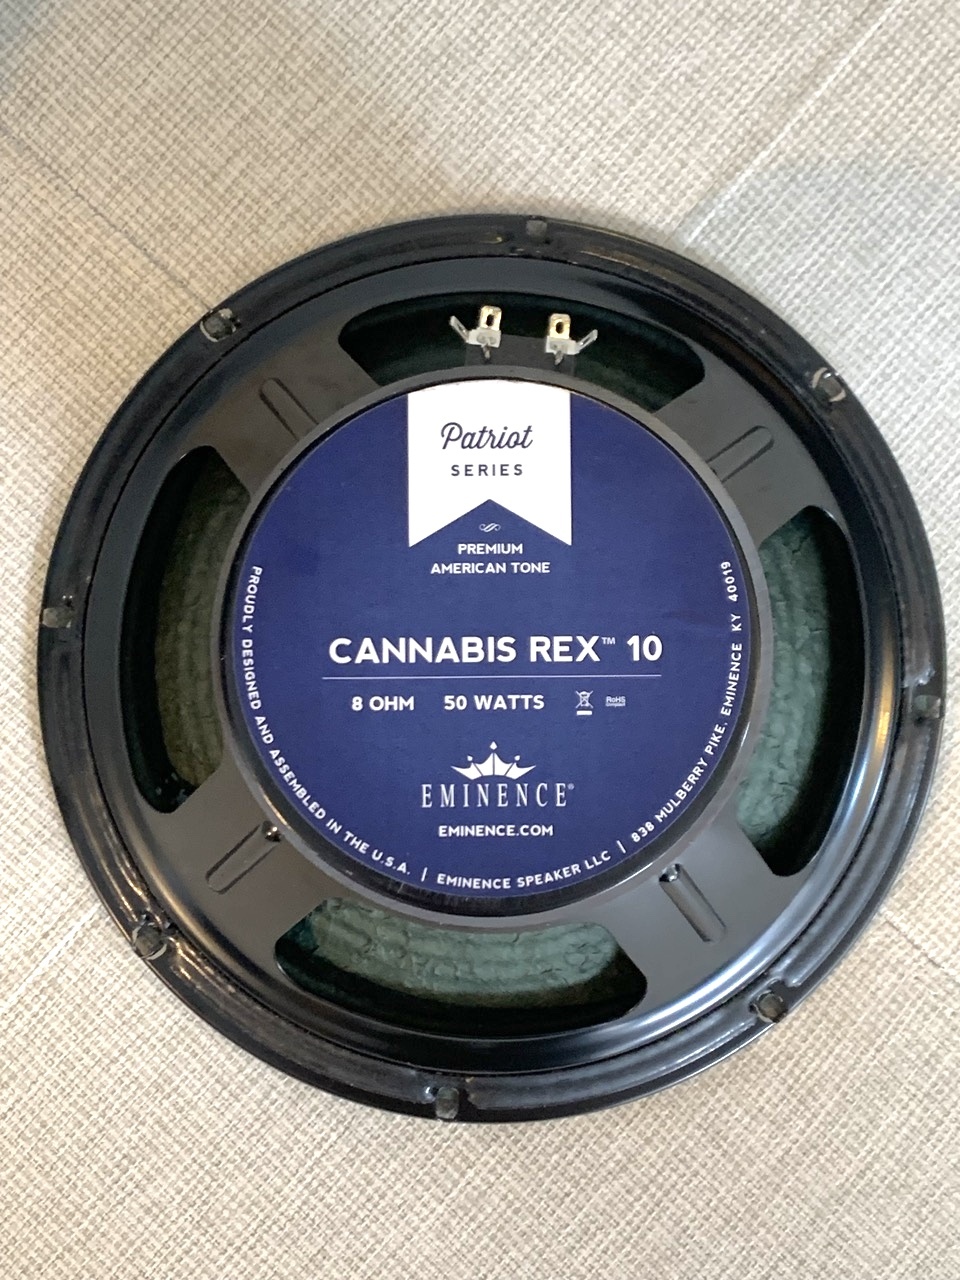 Patriot
SERIES
PREMIUM
AMERICAN TONE
CANNABIS REX™ 10
8 OHM 50 WATTS RoHS
compliant
EMINENCE®
EMINENCE.COM
PROUDLY DESIGNED AND ASSEMBLED IN THE U.S.A. | EMINENCE SPEAKER LLC | 838 MULBERRY PIKE, EMINENCE KY 40019